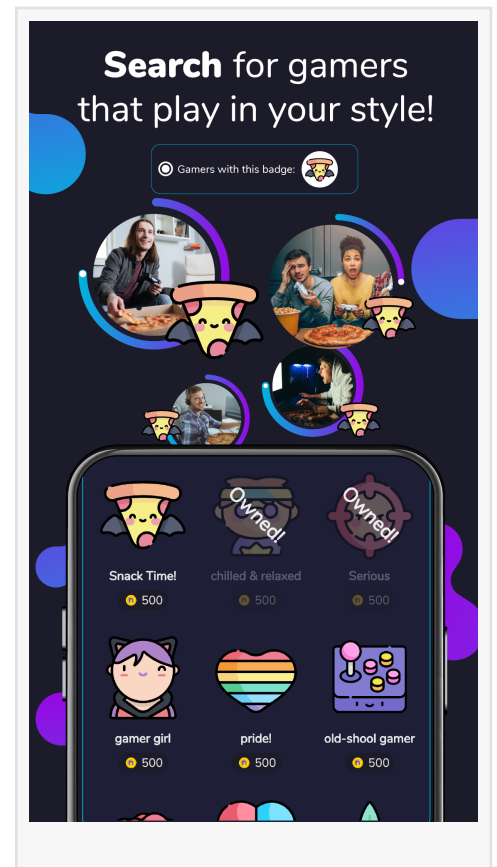 Search for gamers
that play in your style!
Gamers with this badge:
Owned!
Owned!
Snack Time!
chilled & relaxed
Serious
500
500
500
gamer girl
pride!
old-shool gamer
500
500
500